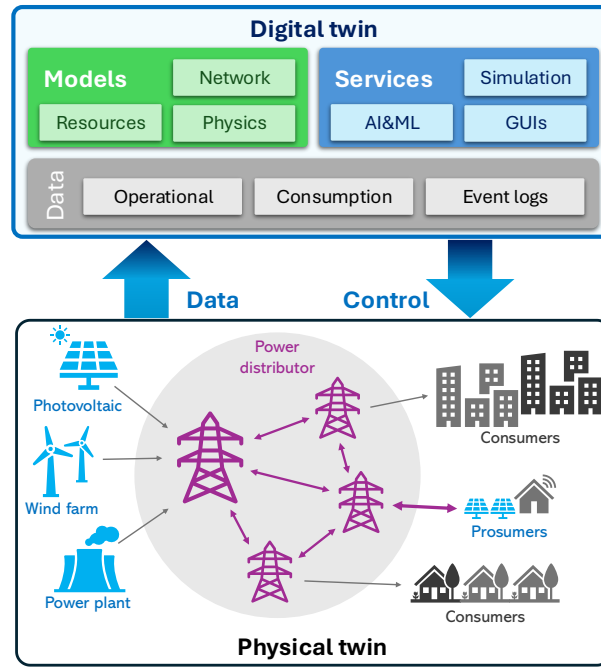 Digital twin
Models
Network
Resources
Physics
Services
Simulation
AI&ML
GUIs
Data
Operational
Consumption
Event logs
Data
Control
Power
distributor
Photovoltaic
Wind farm
Power plant
Consumers
Prosumers
Consumers
Physical twin